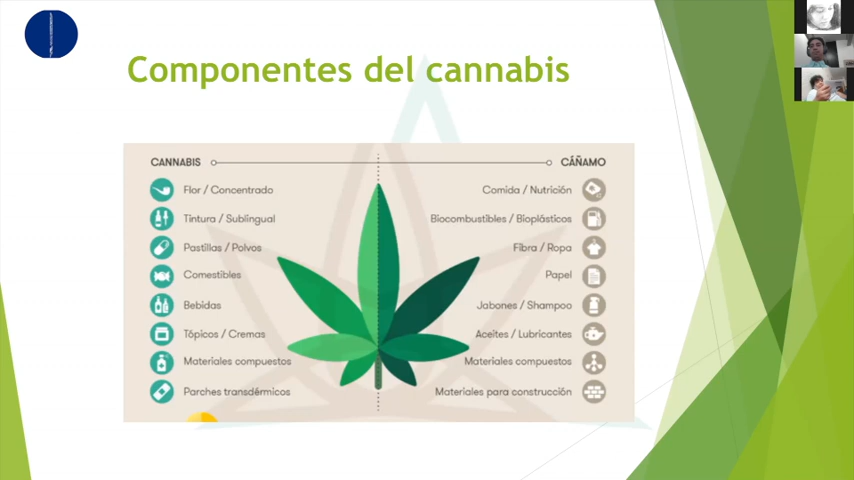 Componentes del cannabis
CANNABIS
CÁÑAMO
Flor / Concentrado
Comida / Nutrición
Tintura / Sublingual
Biocombustibles / Bioplásticos
Pastillas / Polvos
Fibra / Ropa
Comestibles
Papel
Bebidas
Jabones / Shampoo
Tópicos / Cremas
Aceites / Lubricantes
Materiales compuestos
Materiales compuestos
Parches transdérmicos
Materiales para construcción